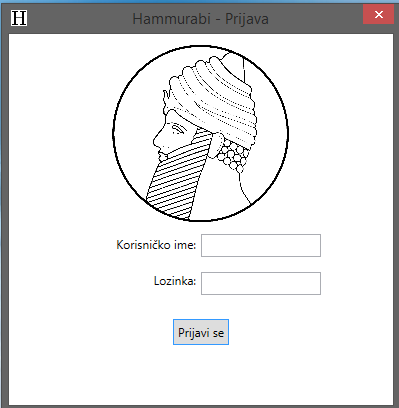 H Hammurabi - Prijava
Korisničko ime:
Lozinka:
Prijavi se